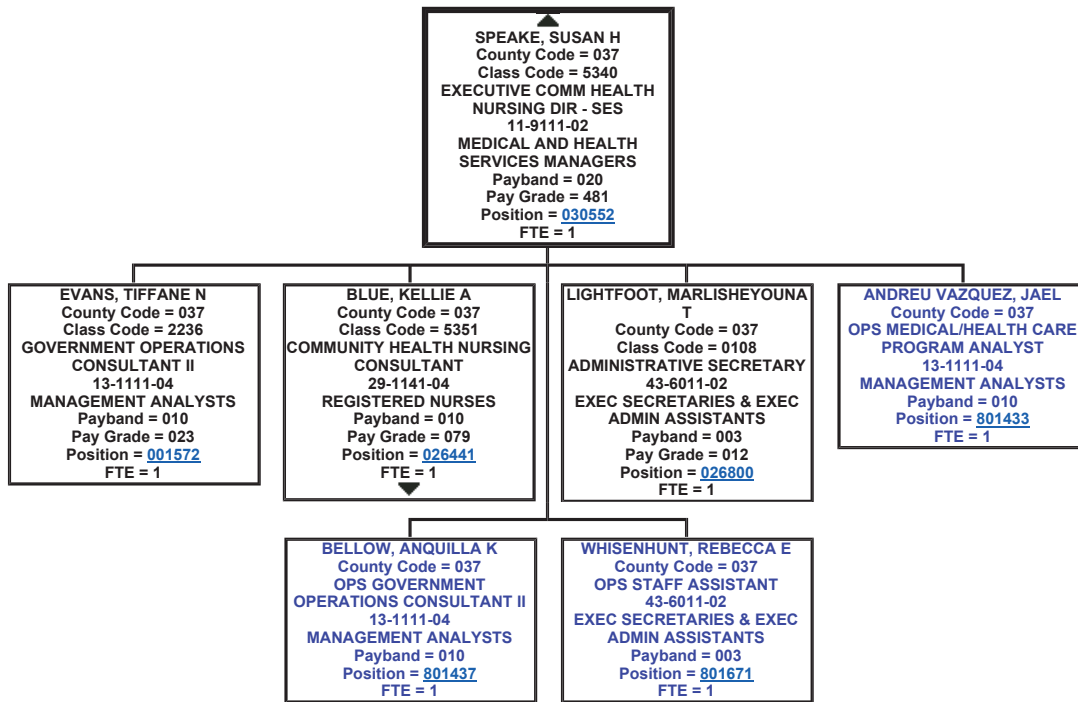 SPEAKE, SUSAN H
County Code = 037
Class Code = 5340
EXECUTIVE COMM HEALTH
NURSING DIR - SES
11-9111-02
MEDICAL AND HEALTH
SERVICES MANAGERS
Payband = 020
Pay Grade = 481
Position = 030552
FTE = 1
EVANS, TIFFANE N
County Code = 037
Class Code = 2236
GOVERNMENT OPERATIONS
CONSULTANT II
13-1111-04
MANAGEMENT ANALYSTS
Payband = 010
Pay Grade = 023
Position = 001572
FTE = 1
BLUE, KELLIE A
County Code = 037
Class Code = 5351
COMMUNITY HEALTH NURSING
CONSULTANT
29-1141-04
REGISTERED NURSES
Payband = 010
Pay Grade = 079
Position = 026441
FTE = 1
LIGHTFOOT, MARLISHEYOUNA
T
County Code = 037
Class Code = 0108
ADMINISTRATIVE SECRETARY
43-6011-02
EXEC SECRETARIES & EXEC
ADMIN ASSISTANTS
Payband = 003
Pay Grade = 012
Position = 026800
FTE = 1
ANDREU VAZQUEZ, JAEL
County Code = 037
OPS MEDICAL/HEALTH CARE
PROGRAM ANALYST
13-1111-04
MANAGEMENT ANALYSTS
Payband = 010
Position = 801433
FTE = 1
BELLOW, ANQUILLA K
County Code = 037
OPS GOVERNMENT
OPERATIONS CONSULTANT II
13-1111-04
MANAGEMENT ANALYSTS
Payband = 010
Position = 801437
FTE = 1
WHISENHUNT, REBECCA E
County Code = 037
OPS STAFF ASSISTANT
43-6011-02
EXEC SECRETARIES & EXEC
ADMIN ASSISTANTS
Payband = 003
Position = 801671
FTE = 1